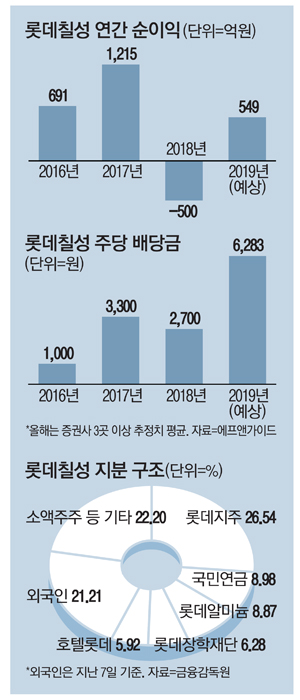 롯데칠성 연간 순이익(단위=억원)
1,215
691
549
2018년
2016년 2017년 2019년
(예상)
-500
롯데칠성 주당 배당금
(단위=원)
6,283
3,300
2,700
1,000
2016년 2017년 2018년 2019년
(예상)
*올해는 증권사 3곳 이상 추정치 평균. 자료=에프앤가이드
롯데칠성 지분 구조(단위=%)
소액주주 등 기타 22.20 롯데지주 26.54
국민연금 8.98
외국인 21.21
롯데알미늄 8.87
호텔롯데 5.92 롯데장학재단 6.28
*외국인은 지난 7일 기준. 자료=금융감독원